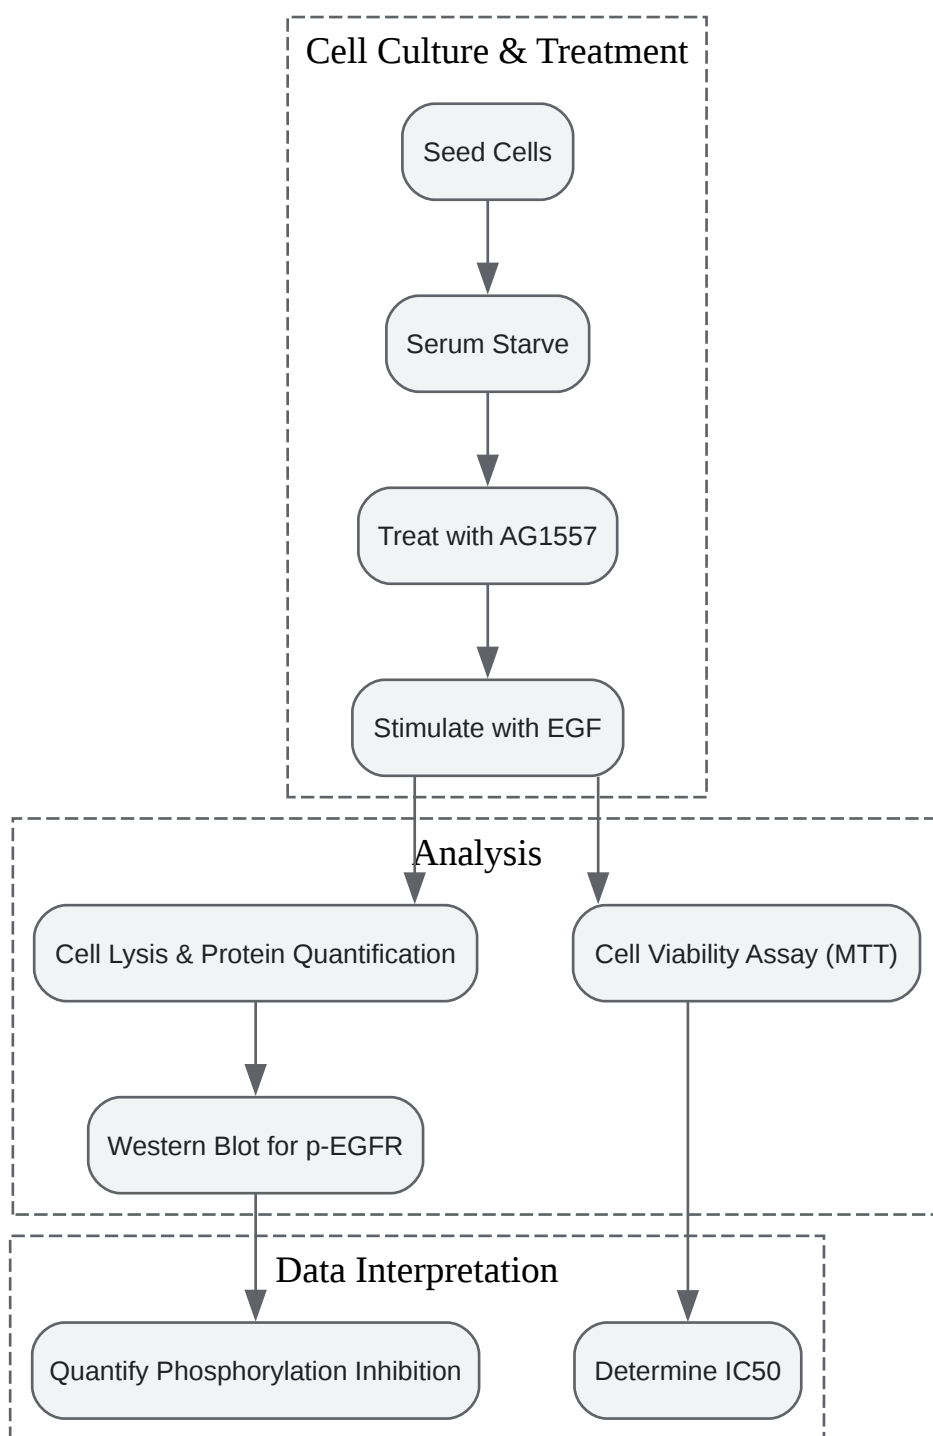 Cell Culture & Treatment
Seed Cells
Serum Starve
Treat with AG1557
Stimulate with EGF
Analysis
Cell Lysis & Protein Quantification
Cell Viability Assay (MTT)
Western Blot for p-EGFR
Data Interpretation
Quantify Phosphorylation Inhibition
Determine IC50